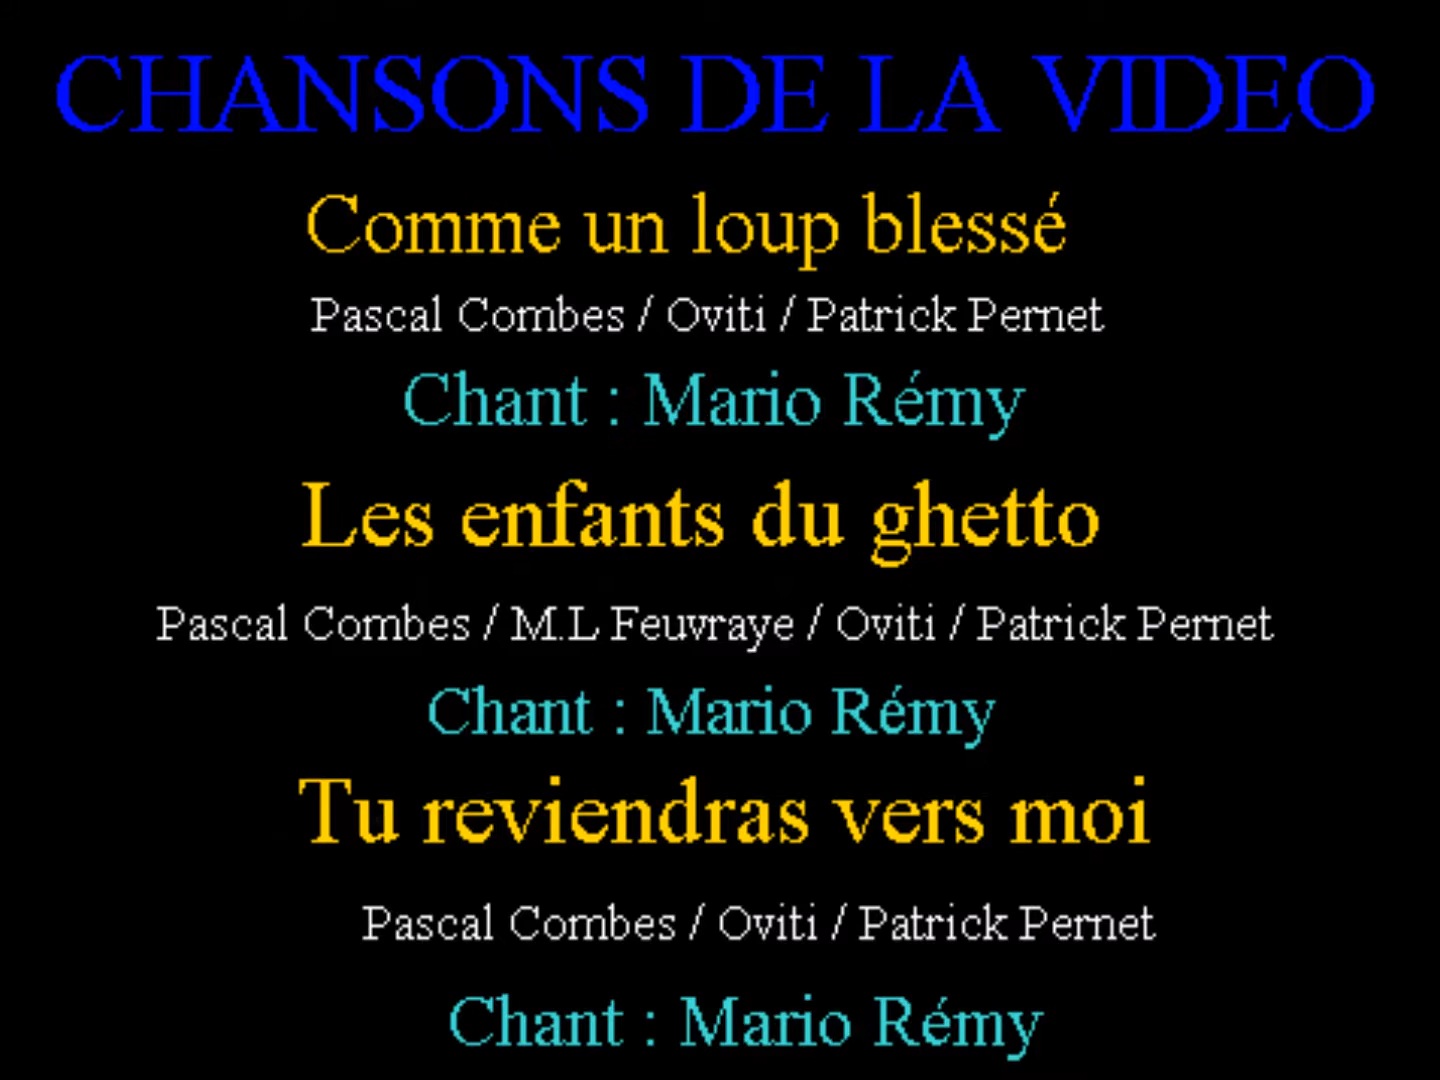 CHANSONS DE LA VIDEO
Comme un loup blessé
Pascal Combes / Oviti / Patrick Pernet
Chant : Mario Rémy
Les enfants du ghetto
Pascal Combes / M.L Feuvraye / Oviti / Patrick Pernet
Chant : Mario Rémy
Tu reviendras vers moi
Pascal Combes / Oviti / Patrick Pernet
Chant : Mario Rémy